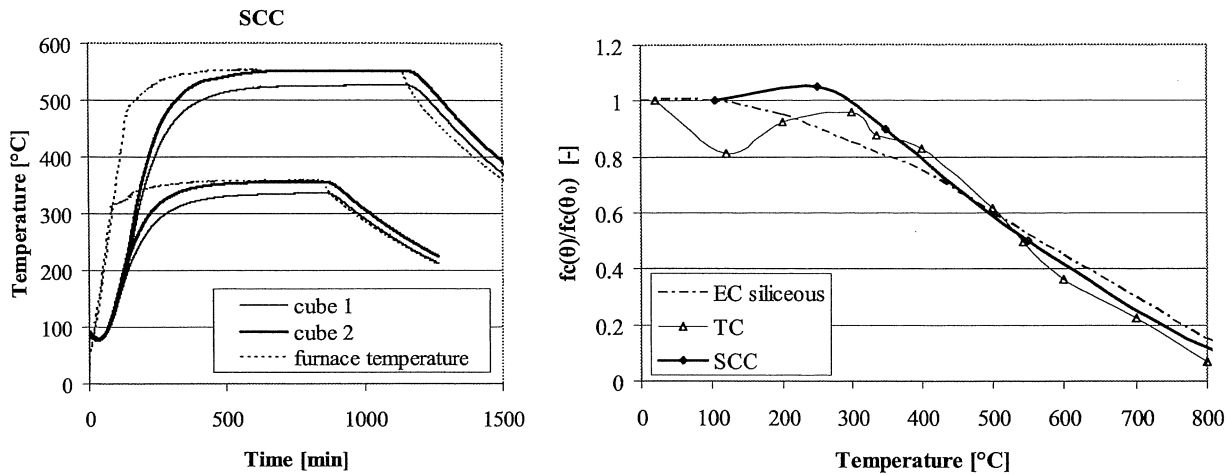 SCC
600
500
400
300
200
100
0
Temperature [°C]
0
500
1000
1500
Time [min]
cube 1
cube 2
furnace temperature
1.2
1
0.8
0.6
0.4
0.2
0
fc(θ)/fc(θ₀) [-]
0
100
200
300
400
500
600
700
800
Temperature [°C]
EC siliceous
TC
SCC